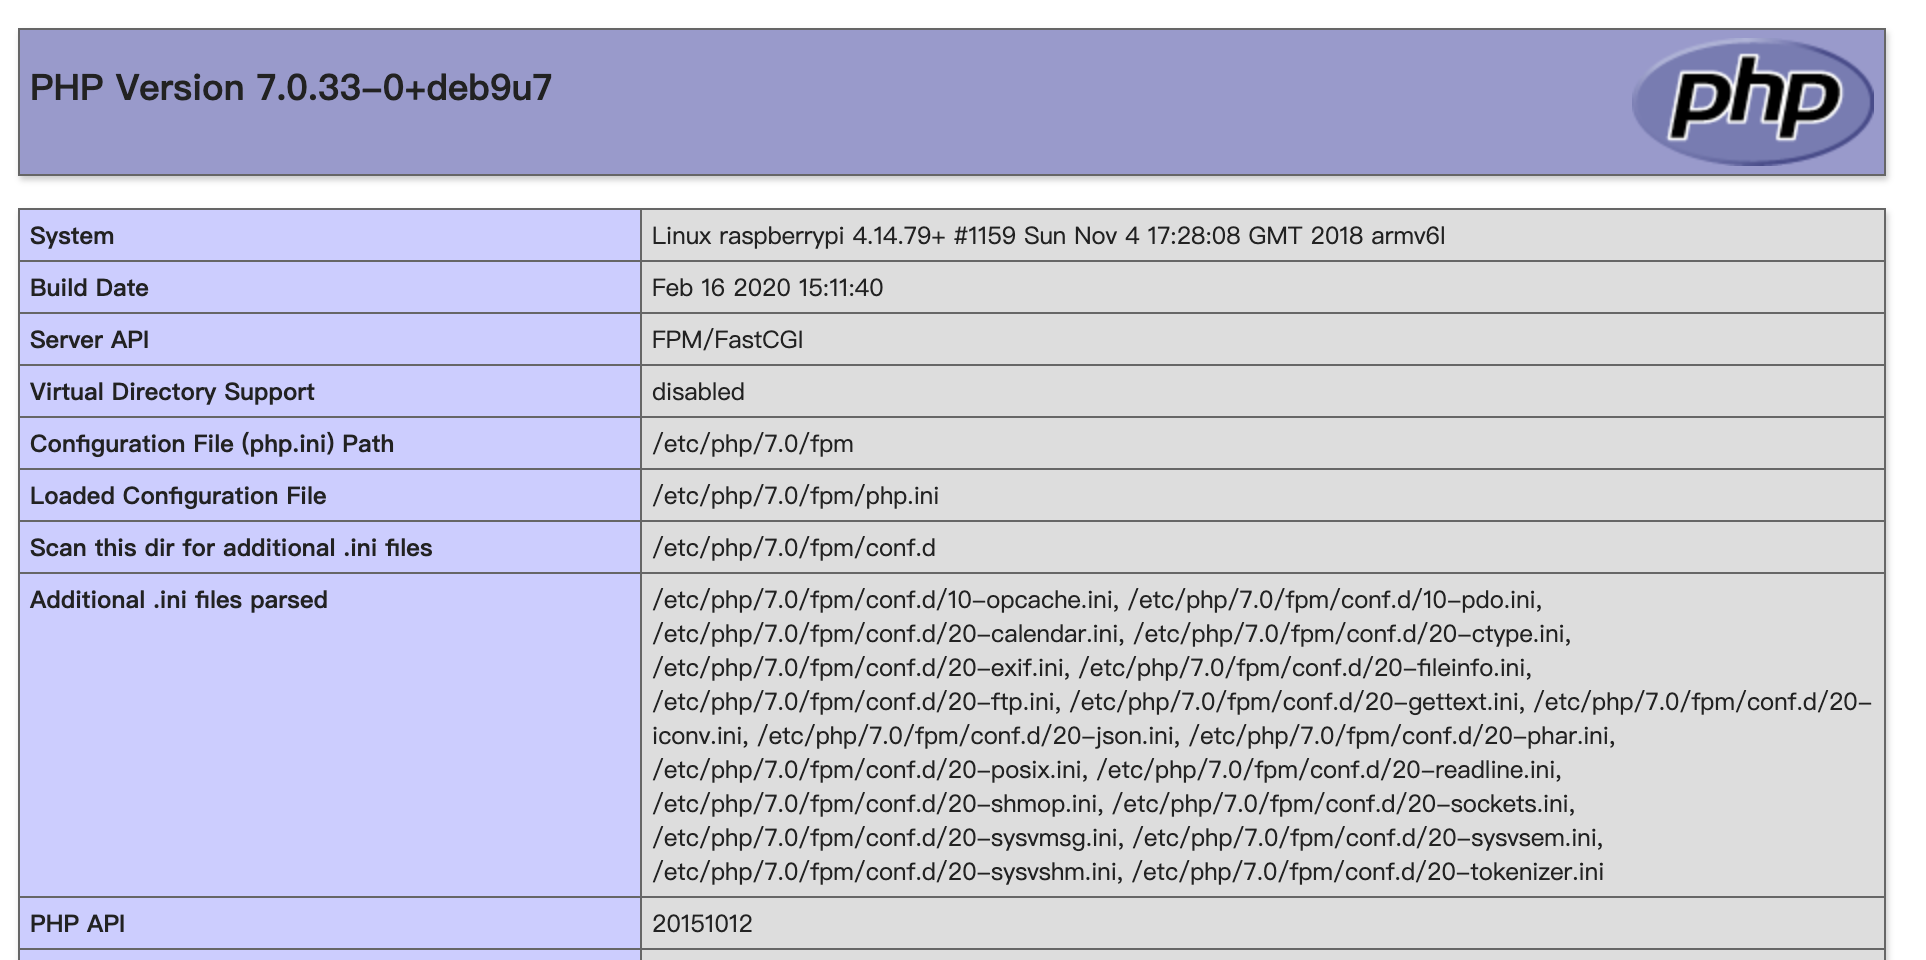 PHP Version 7.0.33-0+deb9u7
php
System
Linux raspberrypi 4.14.79+ #1159 Sun Nov 4 17:28:08 GMT 2018 armv6l
Build Date
Feb 16 2020 15:11:40
Server API
FPM/FastCGI
Virtual Directory Support
disabled
Configuration File (php.ini) Path
/etc/php/7.0/fpm
Loaded Configuration File
/etc/php/7.0/fpm/php.ini
Scan this dir for additional .ini files
/etc/php/7.0/fpm/conf.d
Additional .ini files parsed
/etc/php/7.0/fpm/conf.d/10-opcache.ini, /etc/php/7.0/fpm/conf.d/10-pdo.ini,
/etc/php/7.0/fpm/conf.d/20-calendar.ini, /etc/php/7.0/fpm/conf.d/20-ctype.ini,
/etc/php/7.0/fpm/conf.d/20-exif.ini, /etc/php/7.0/fpm/conf.d/20-fileinfo.ini,
/etc/php/7.0/fpm/conf.d/20-ftp.ini, /etc/php/7.0/fpm/conf.d/20-gettext.ini, /etc/php/7.0/fpm/conf.d/20-
iconv.ini, /etc/php/7.0/fpm/conf.d/20-json.ini, /etc/php/7.0/fpm/conf.d/20-phar.ini,
/etc/php/7.0/fpm/conf.d/20-posix.ini, /etc/php/7.0/fpm/conf.d/20-readline.ini,
/etc/php/7.0/fpm/conf.d/20-shmop.ini, /etc/php/7.0/fpm/conf.d/20-sockets.ini,
/etc/php/7.0/fpm/conf.d/20-sysvmsg.ini, /etc/php/7.0/fpm/conf.d/20-sysvsem.ini,
/etc/php/7.0/fpm/conf.d/20-sysvshm.ini, /etc/php/7.0/fpm/conf.d/20-tokenizer.ini
PHP API
20151012